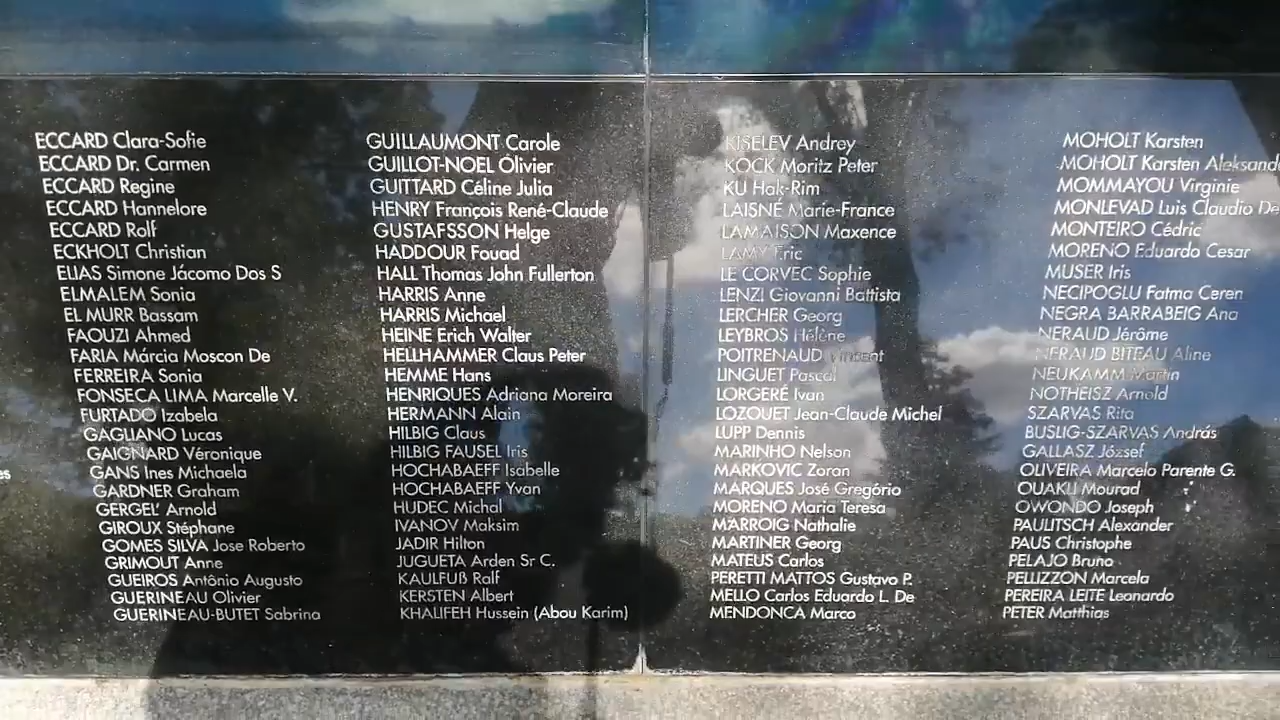 ECCARD Clara-Sofie
ECCARD Dr. Carmen
ECCARD Regine
ECCARD Hannelore
ECCARD Rolf
ECKHOLT Christian
ELIAS Simone Jácomo Dos S
ELMALEM Sonia
EL MURR Bassam
FAOUZI Ahmed
FARIA Márcia Moscon De
FERREIRA Sonia
FONSECA LIMA Marcelle V.
FURTADO Izabela
GAGLIANO Lucas
GAIGNARD Véronique
GANS Ines Michaela
GARDNER Graham
GERGEL' Arnold
GIROUX Stéphane
GOMES SILVA Jose Roberto
GRIMOUT Anne
GUEIROS Antônio Augusto
GUERINEAU Olivier
GUERINEAU-BUTET Sabrina
GUILLAUMONT Carole
GUILLOT-NOEL Olivier
GUITTARD Céline Julia
HENRY François René-Claude
GUSTAFSSON Helge
HADDOUR Fouad
HALL Thomas John Fullerton
HARRIS Anne
HARRIS Michael
HEINE Erich Walter
HELLHAMMER Claus Peter
HEMME Hans
HENRIQUES Adriana Moreira
HERMANN Alain
HILBIG Claus
HILBIG FAUSEL Iris
HOCHABAEFF Isabelle
HOCHABAEFF Yvan
HUDEC Michal
IVANOV Maksim
JADIR Hilton
JUGUETA Arden Sr C.
KAULFUß Ralf
KERSTEN Albert
KHALIFEH Hussein (Abou Karim)
KISELEV Andrey
KÖCK Moritz Peter
KU Hak-Rim
LAISNÉ Marie-France
LAMAISON Maxence
LAMY Eric
LE CORVEC Sophie
LENZI Giovanni Battista
LERCHER Georg
LEYBROS Hélène
POITRENAUD
LINGUET Pascal
LORGERÉ Ivan
LOZOUET Jean-Claude Michel
LUPP Dennis
MARINHO Nelson
MARKOVIC Zoran
MARQUES José Gregório
MORENO Maria Teresa
MARROIG Nathalie
MARTINER Georg
MATEUS Carlos
PERETTI MATTOS Gustavo P.
MELLO Carlos Eduardo L. De
MENDONCA Marco
MOHOLT Karsten
MOHOLT Karsten Aleksand
MOMMAYOU Virginie
MONLEVAD Luis Claudio De
MONTEIRO Cédric
MORENO Eduardo Cesar
MUSER Iris
NECIPOGLU Fatma Ceren
NEGRA BARRABEIG Ana
NERAUD Jérôme
NERAUD BITEAU Aline
NEUKAMM Martin
NOTHEISZ Arnold
SZARVAS Rita
BUSLIG-SZARVAS András
GALLASZ József
OLIVEIRA Marcelo Parente G.
OUAKLI Mourad
OWONDO Joseph
PAULITSCH Alexander
PAUS Christophe
PELAJO Bruno
PELLIZZON Marcela
PEREIRA LEITE Leonardo
PETER Matthias